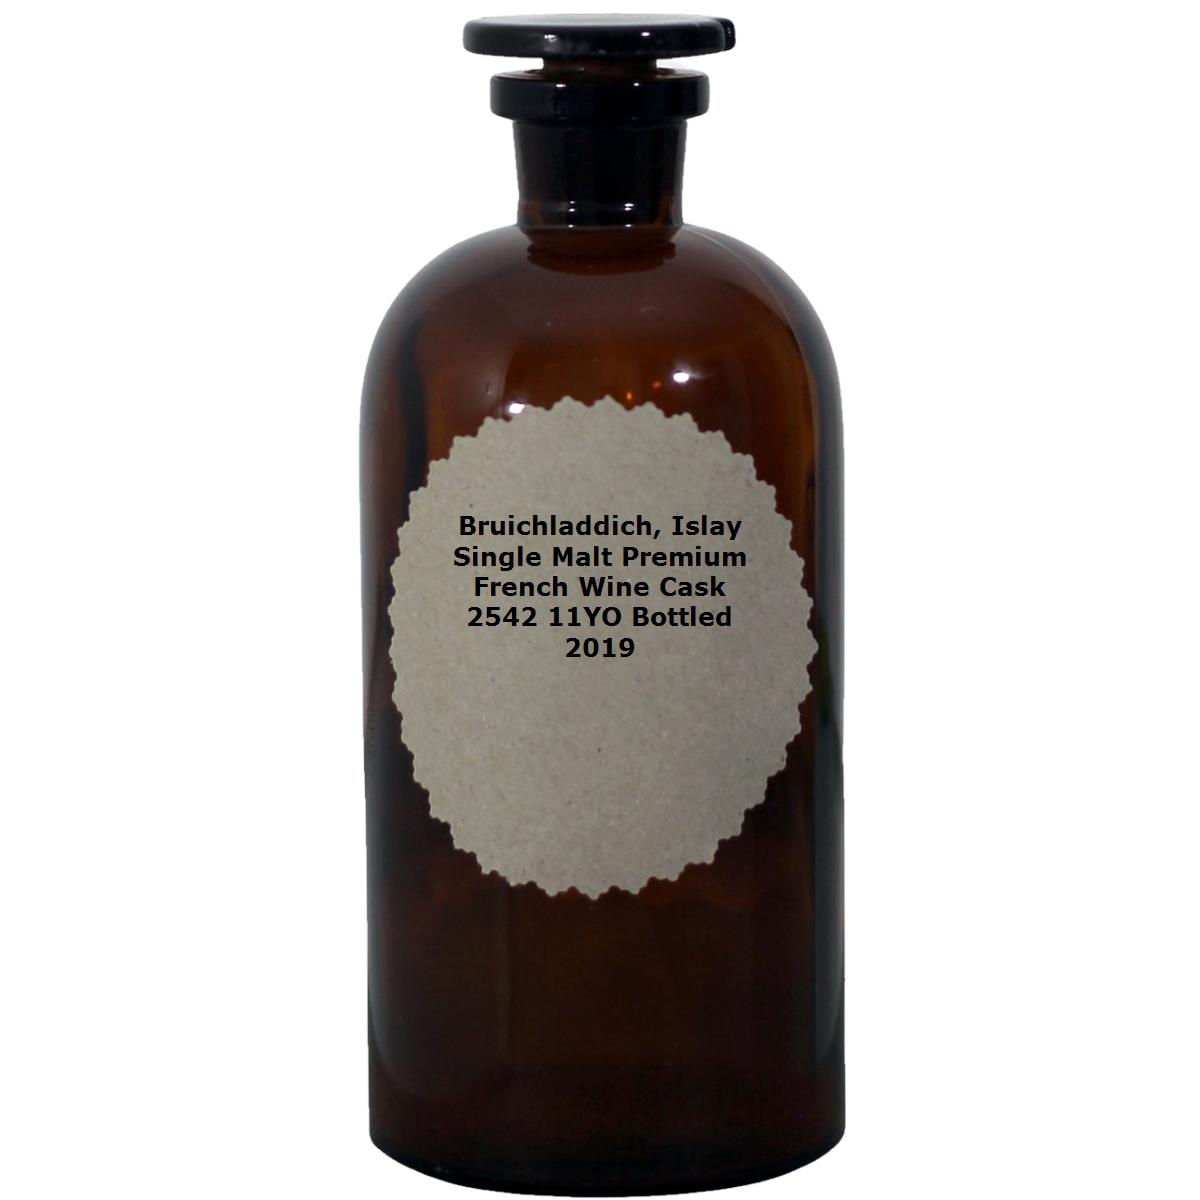 Bruichladdich, Islay
Single Malt Premium
French Wine Cask
2542 11YO Bottled
2019